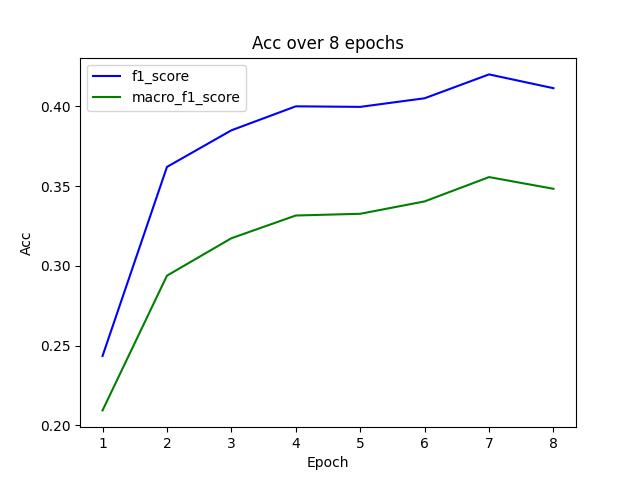 Acc over 8 epochs
f1_score
macro_f1_score
0.40
0.35
0.30
0.25
0.20
Acc
1 2 3 4 5 6 7 8
Epoch